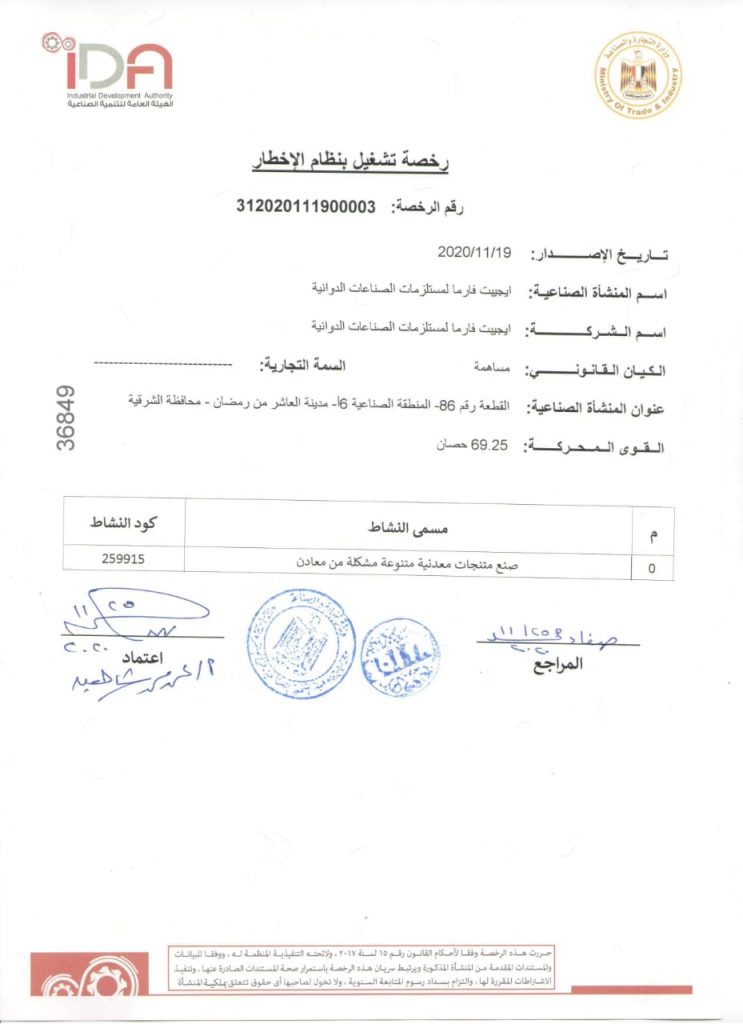 IDA
Industrial Development Authority
الهيئة العامة للتنمية الصناعية
وزارة التجارة والصناعة
Ministry Of Trade & Industry
رخصة تشغيل بنظام الإخطار
رقم الرخصة: 312020111900003
تاريخ الإصدار: 2020/11/19
اسم المنشأة الصناعية: ايجيبت فارما لمستلزمات الصناعات الدوائية
اسم الشركة: ايجيبت فارما لمستلزمات الصناعات الدوائية
الكيان القانوني: مساهمة السمة التجارية: ----------------------------
عنوان المنشأة الصناعية: القطعة رقم 86- المنطقة الصناعية 6أ- مدينة العاشر من رمضان - محافظة الشرقية
القوى المحركة: 69.25 حصان
36849
م مسمى النشاط كود النشاط
0 صنع منتجات معدنية متنوعة مشكلة من معادن 259915
المراجع
٢٠٢٠
اعتماد
٢٠٢٠
حررت هذه الرخصة وفقا لأحكام القانون رقم ١٥ لسنة ٢٠١٧ ، ولائحته التنفيذية المنظمة له ، ووفقا للبيانات
والمستندات المقدمة من المنشأة المذكورة ويرتبط سريان هذه الرخصة باستمرار صحة المستندات الصادرة عنها ، وتنفيذ
الاشتراطات المقررة لها ، والتزام بسداد رسوم المتابعة السنوية ، ولا تخول لصاحبها أى حقوق تتعلق بملكية المنشأة